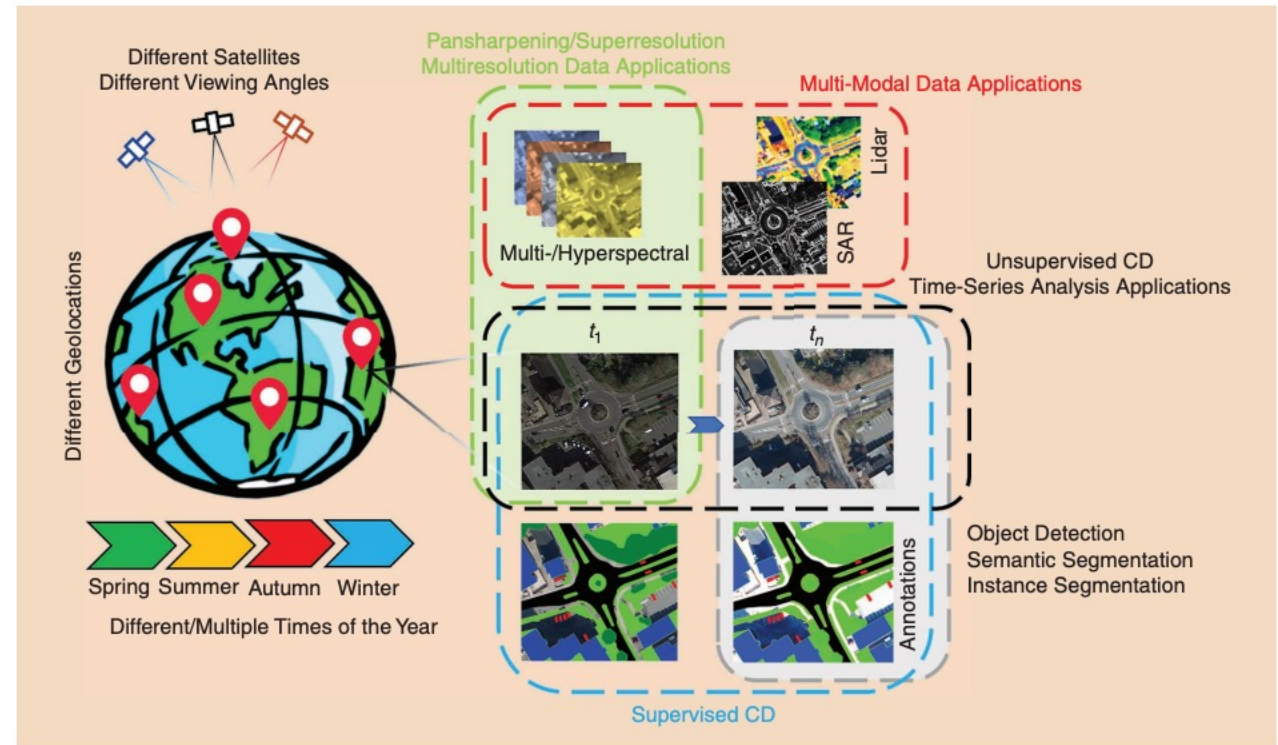 Different Satellites
Different Viewing Angles
Pansharpening/Superresolution
Multiresolution Data Applications
Multi-Modal Data Applications
Lidar
SAR
Multi-/Hyperspectral
Unsupervised CD
Time-Series Analysis Applications
Different Geolocations
t1
tn
Spring
Summer
Autumn
Winter
Different/Multiple Times of the Year
Annotations
Object Detection
Semantic Segmentation
Instance Segmentation
Supervised CD